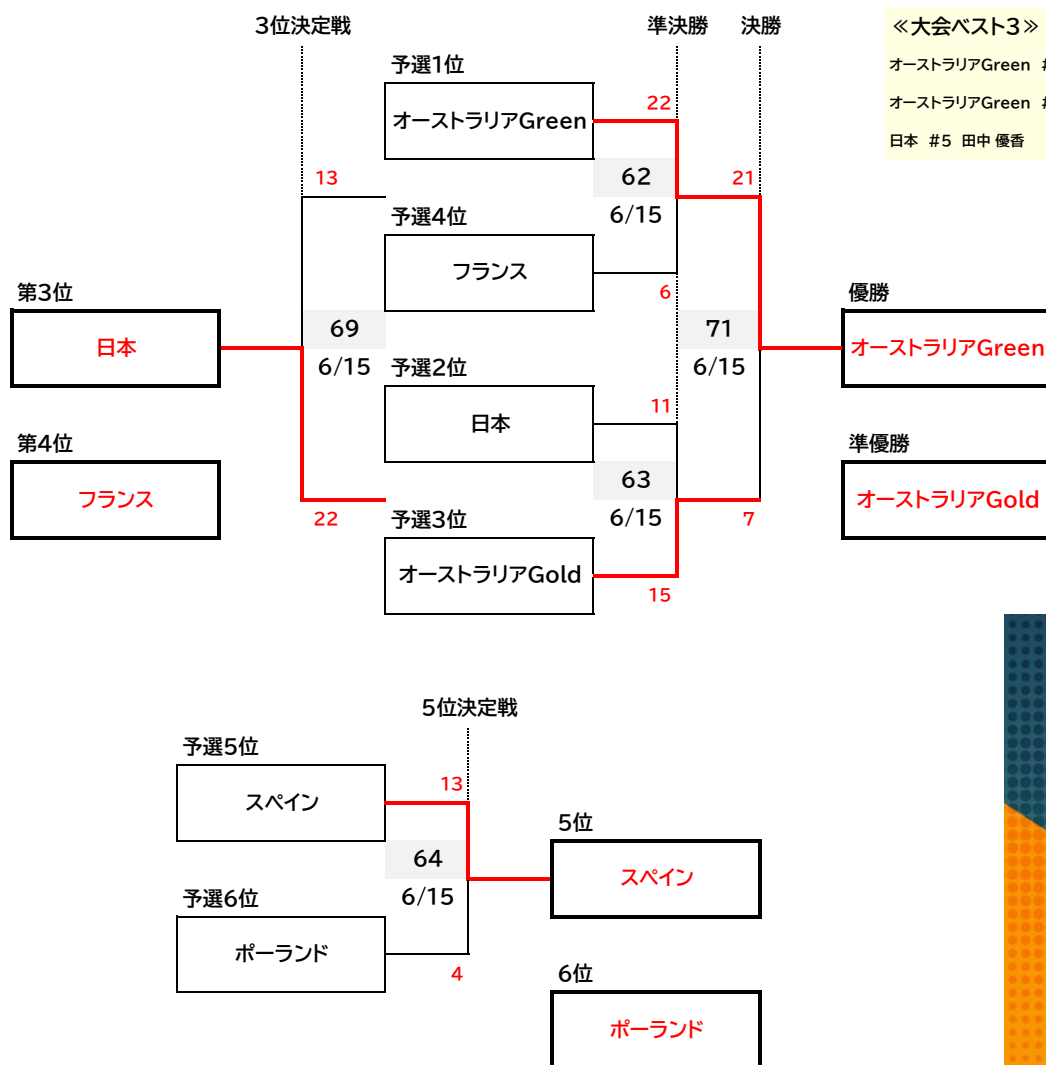 3位決定戦
準決勝
決勝
≪大会ベスト3≫
オーストラリアGreen #
オーストラリアGreen #
日本 #5 田中 優香
予選1位
オーストラリアGreen
22
62
6/15
13
21
予選4位
フランス
6
第3位
日本
69
6/15
71
6/15
優勝
オーストラリアGreen
予選2位
日本
11
第4位
フランス
63
6/15
準優勝
オーストラリアGold
22
7
予選3位
オーストラリアGold
15
5位決定戦
予選5位
スペイン
13
64
6/15
5位
スペイン
予選6位
ポーランド
4
6位
ポーランド